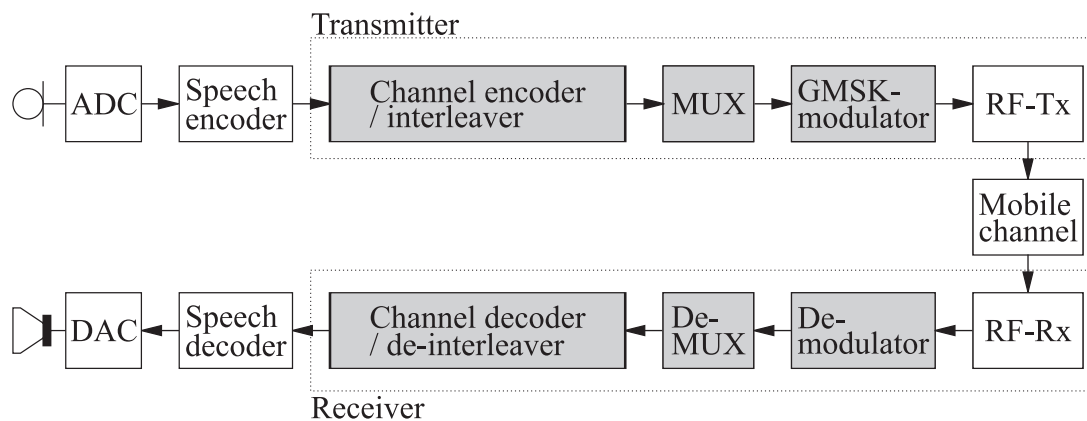 Transmitter
ADC
Speech
encoder
Channel encoder
/ interleaver
MUX
GMSK-
modulator
RF-Tx
Mobile
channel
DAC
Speech
decoder
Channel decoder
/ de-interleaver
De-
MUX
De-
modulator
RF-Rx
Receiver